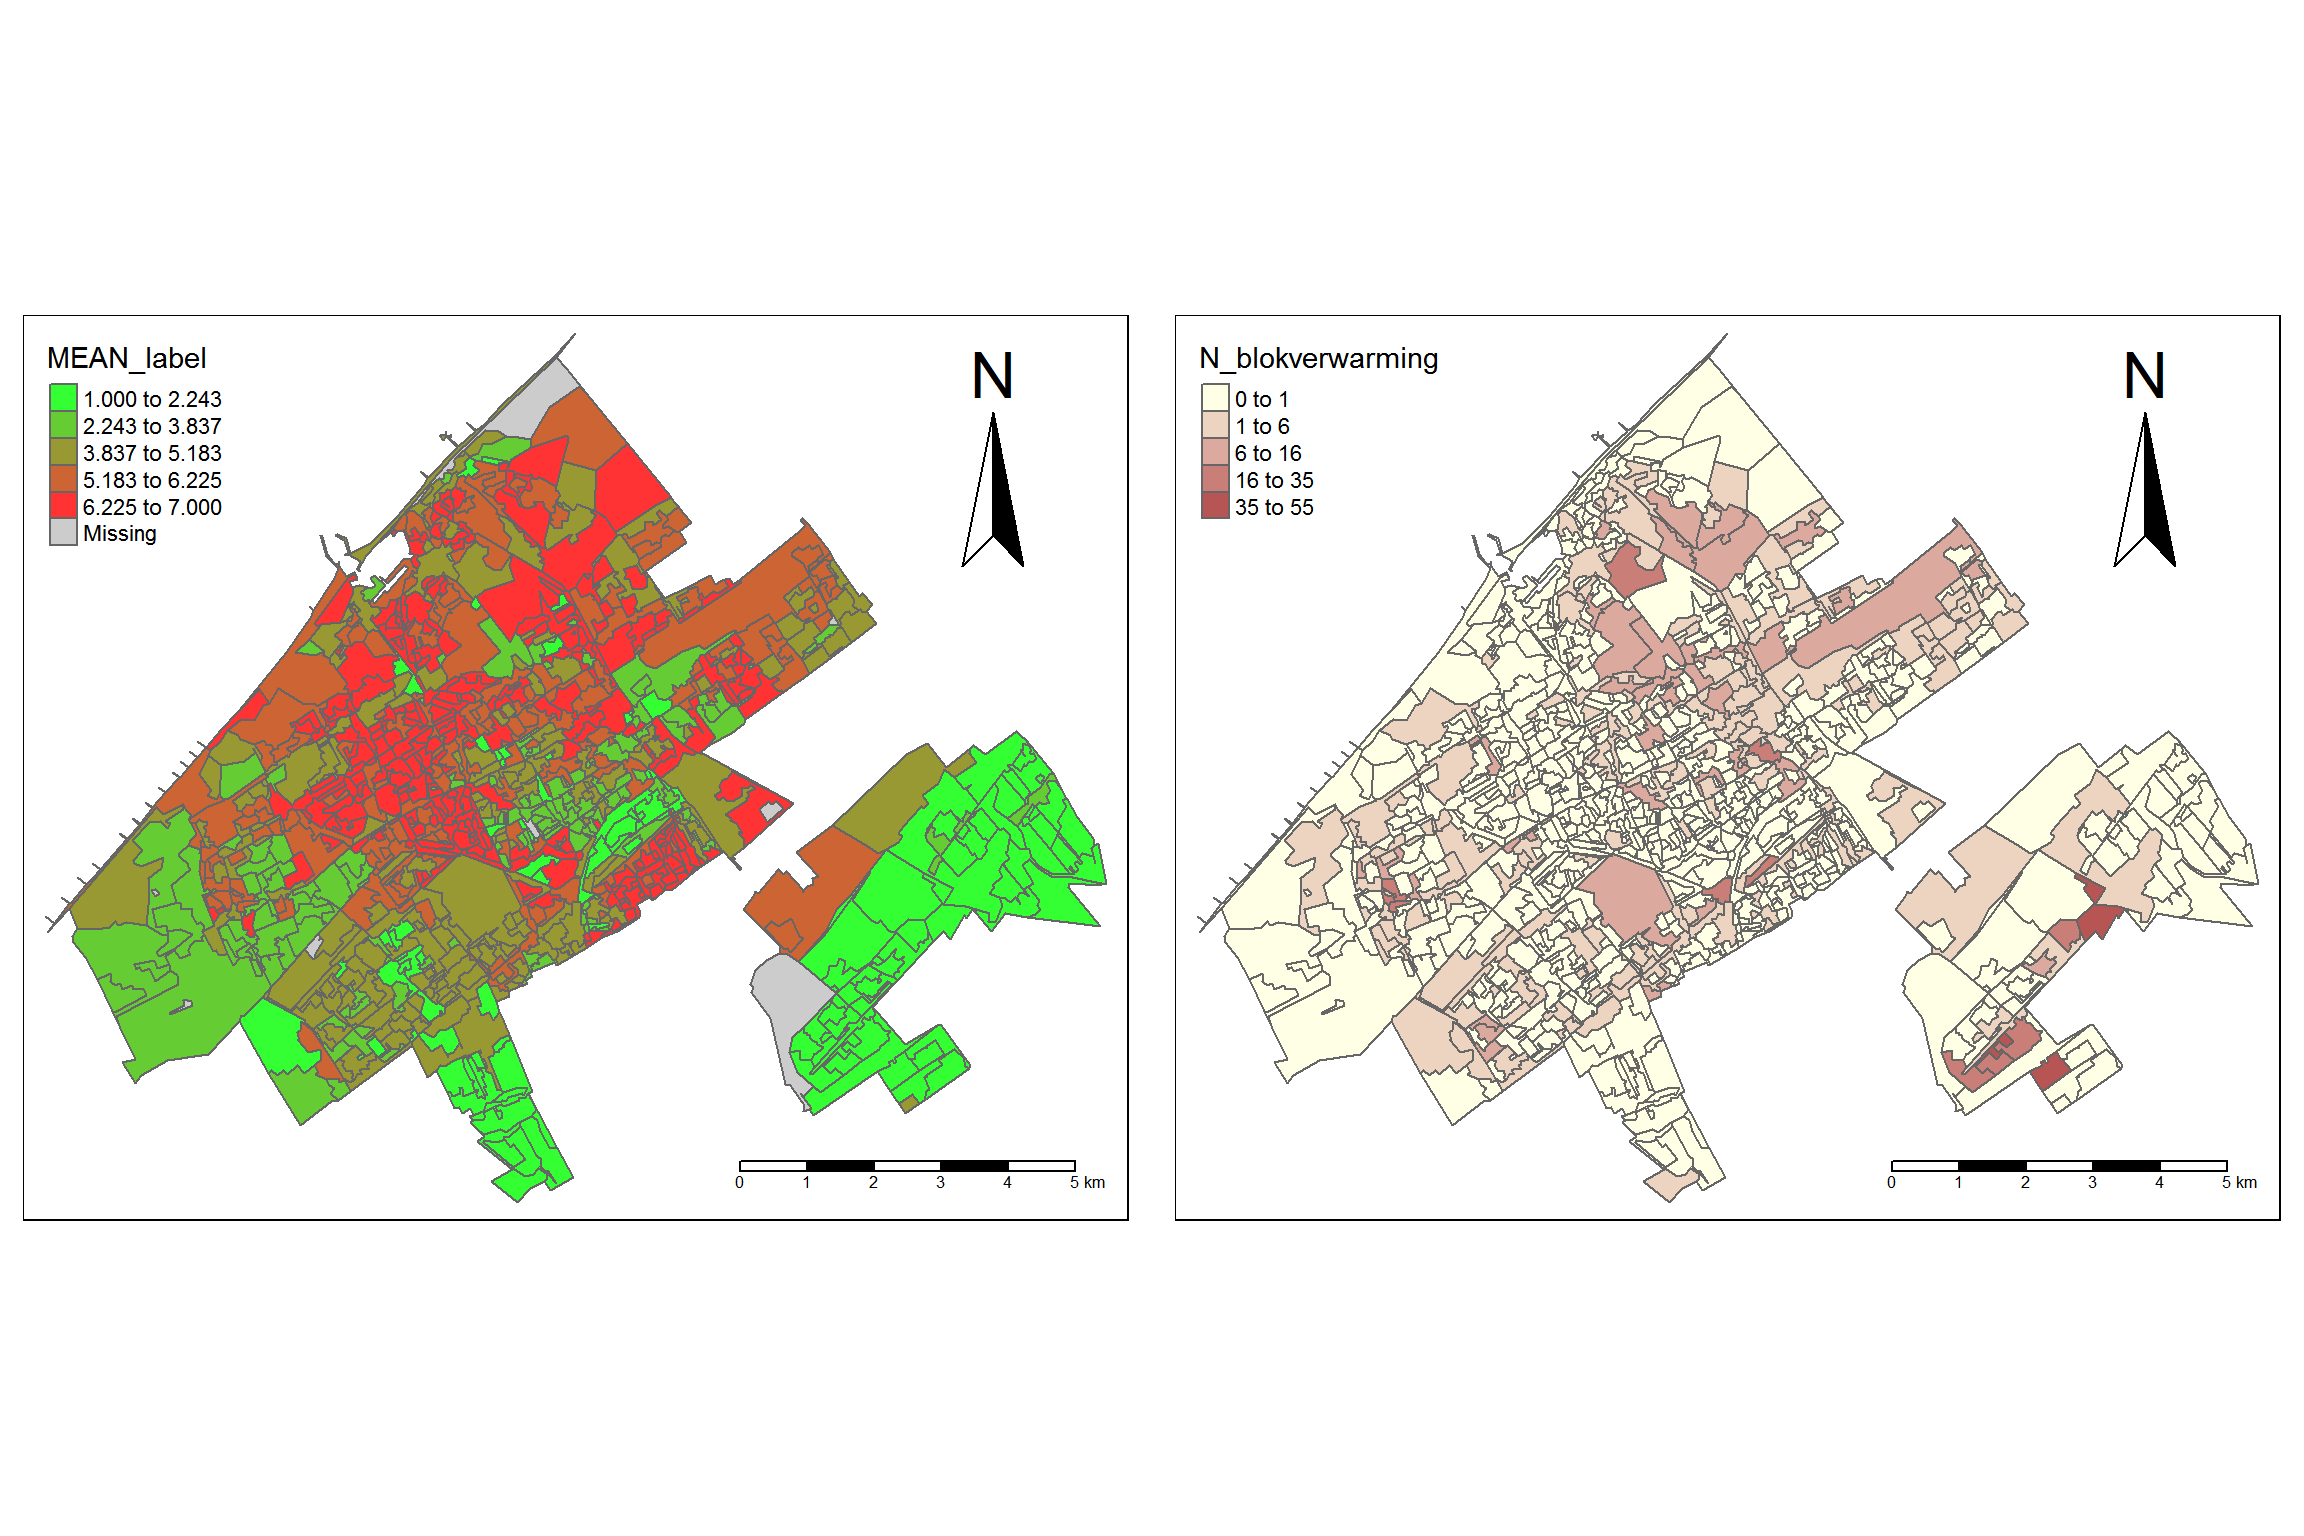 MEAN_label
1.000 to 2.243
2.243 to 3.837
3.837 to 5.183
5.183 to 6.225
6.225 to 7.000
Missing
N
0 1 2 3 4 5 km
N_blokverwarming
0 to 1
1 to 6
6 to 16
16 to 35
35 to 55
N
0 1 2 3 4 5 km